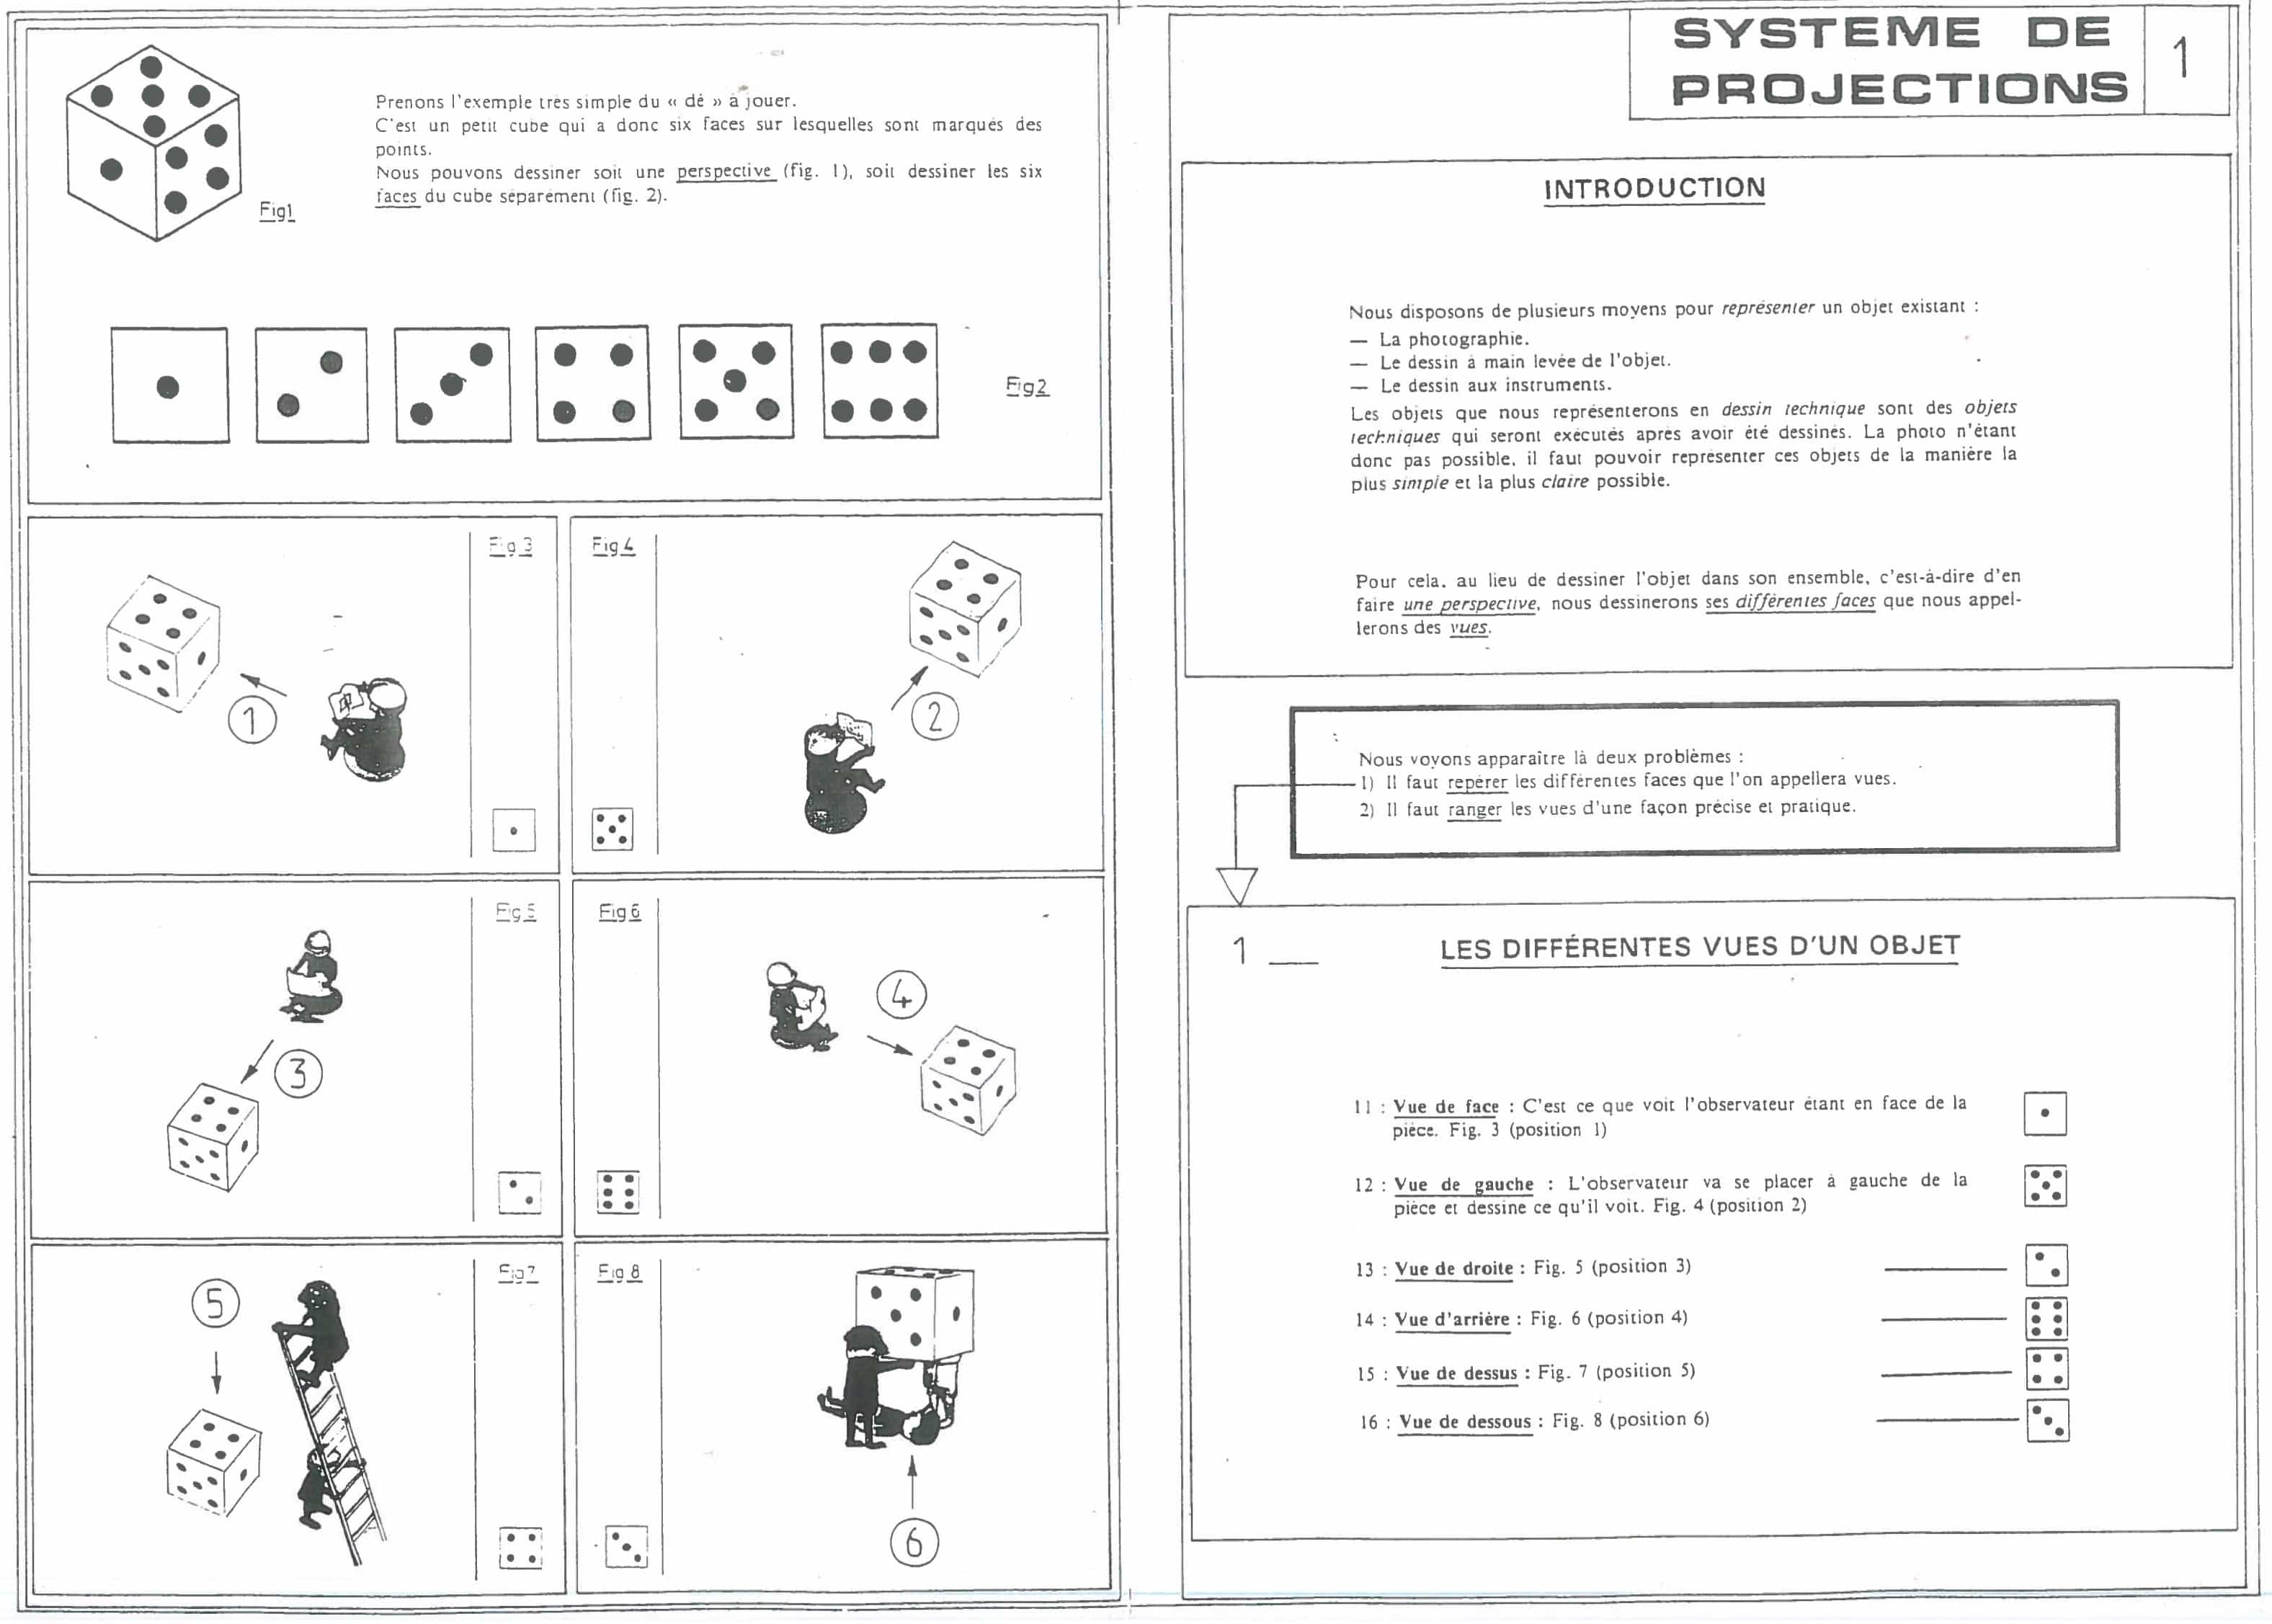 Prenons l'exemple très simple du « dé » à jouer.
C'est un petit cube qui a donc six faces sur lesquelles sont marqués des
points.
Nous pouvons dessiner soit une perspective (fig. 1), soit dessiner les six
faces du cube séparément (fig. 2).
Fig1
Fig2
Fig 3
1
Fig4
2
Fig 5
3
Fig 6
4
Fig7
5
Fig 8
6
SYSTEME DE
PROJECTIONS
1
INTRODUCTION
Nous disposons de plusieurs moyens pour représenter un objet existant :
— La photographie.
— Le dessin à main levée de l'objet.
— Le dessin aux instruments.
Les objets que nous représenterons en dessin technique sont des objets
techniques qui seront exécutés après avoir été dessinés. La photo n'étant
donc pas possible, il faut pouvoir représenter ces objets de la manière la
plus simple et la plus claire possible.
Pour cela, au lieu de dessiner l'objet dans son ensemble, c'est-à-dire d'en
faire une perspective, nous dessinerons ses différentes faces que nous appel-
lerons des vues.
Nous voyons apparaître là deux problèmes :
1) Il faut repérer les différentes faces que l'on appellera vues.
2) Il faut ranger les vues d'une façon précise et pratique.
1 __ LES DIFFÉRENTES VUES D'UN OBJET
11 : Vue de face : C'est ce que voit l'observateur étant en face de la
pièce. Fig. 3 (position 1)
12 : Vue de gauche : L'observateur va se placer à gauche de la
pièce et dessine ce qu'il voit. Fig. 4 (position 2)
13 : Vue de droite : Fig. 5 (position 3)
14 : Vue d'arrière : Fig. 6 (position 4)
15 : Vue de dessus : Fig. 7 (position 5)
16 : Vue de dessous : Fig. 8 (position 6)